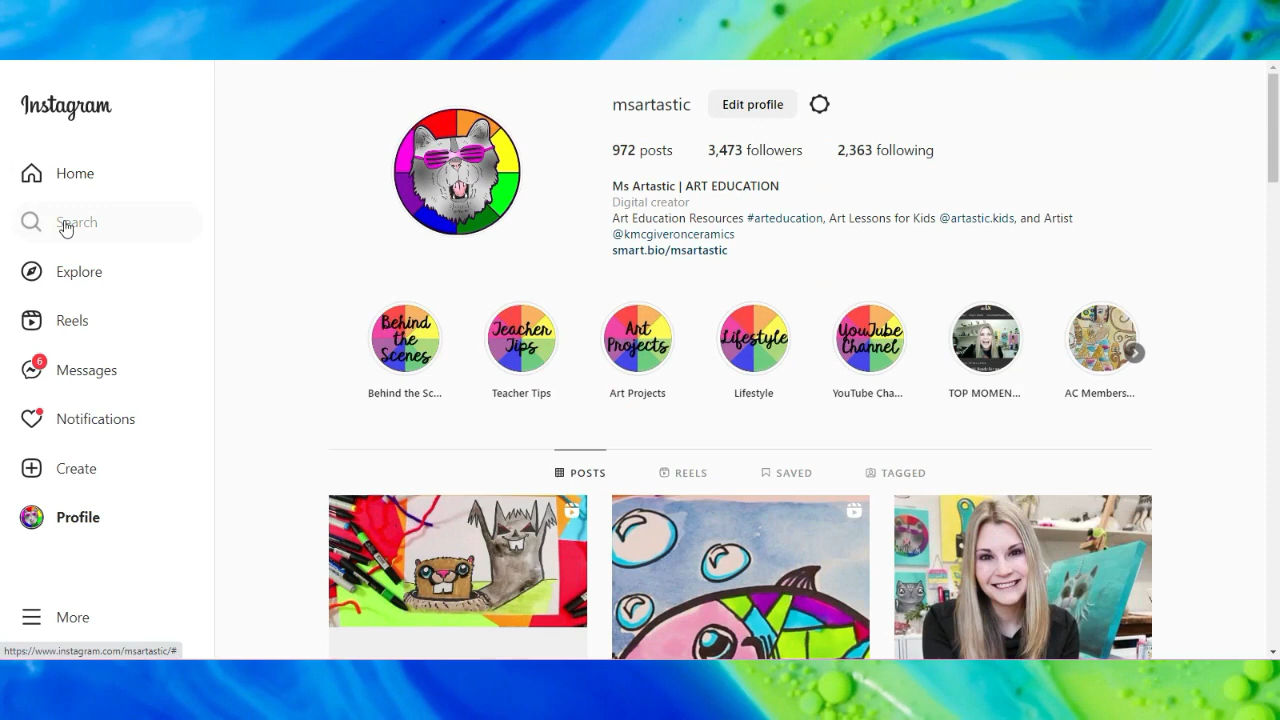 Instagram
Home
Search
Explore
Reels
6
Messages
Notifications
Create
Profile
More
https://www.instagram.com/msartastic/#
msartastic Edit profile
972 posts 3,473 followers 2,363 following
Ms Artastic | ART EDUCATION
Digital creator
Art Education Resources #arteducation, Art Lessons for Kids @artastic.kids, and Artist
@kmcgiveronceramics
smart.bio/msartastic
Behind
the
Scenes
Teacher
Tips
Art
Projects
Lifestyle
YouTube
Channel
Behind the Sc... Teacher Tips Art Projects Lifestyle YouTube Cha... TOP MOMEN... AC Members...
POSTS REELS SAVED TAGGED